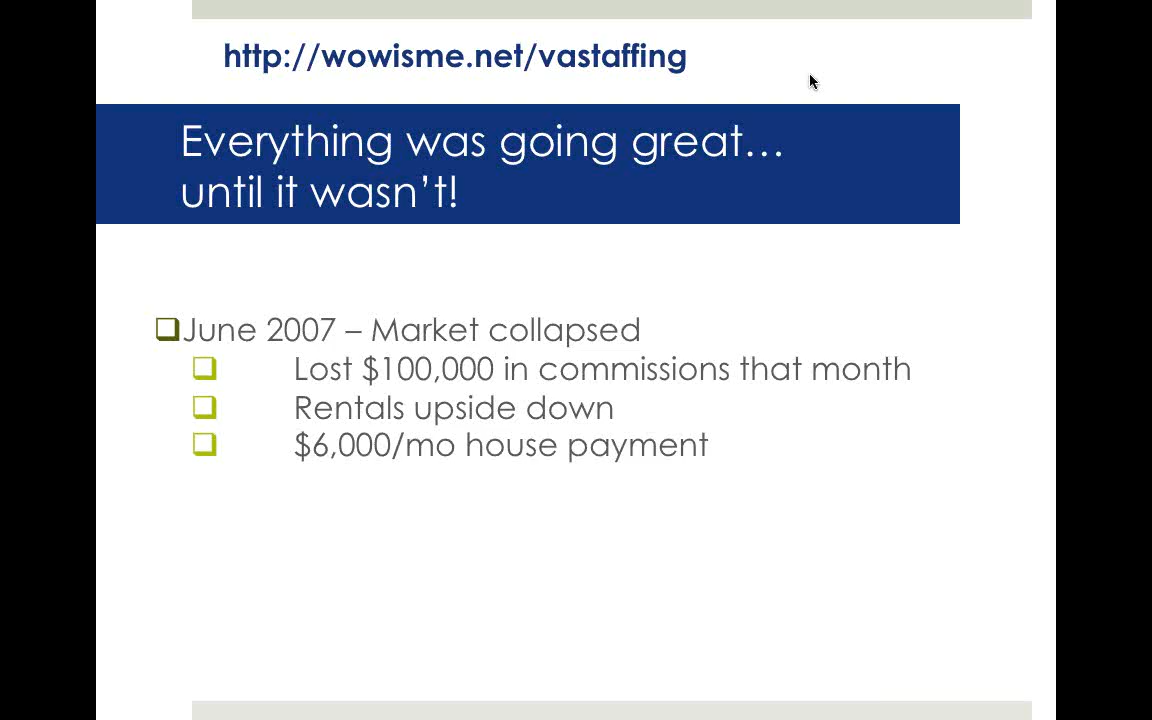 http://wowisme.net/vastaffing
Everything was going great…
until it wasn’t!
June 2007 – Market collapsed
Lost $100,000 in commissions that month
Rentals upside down
$6,000/mo house payment